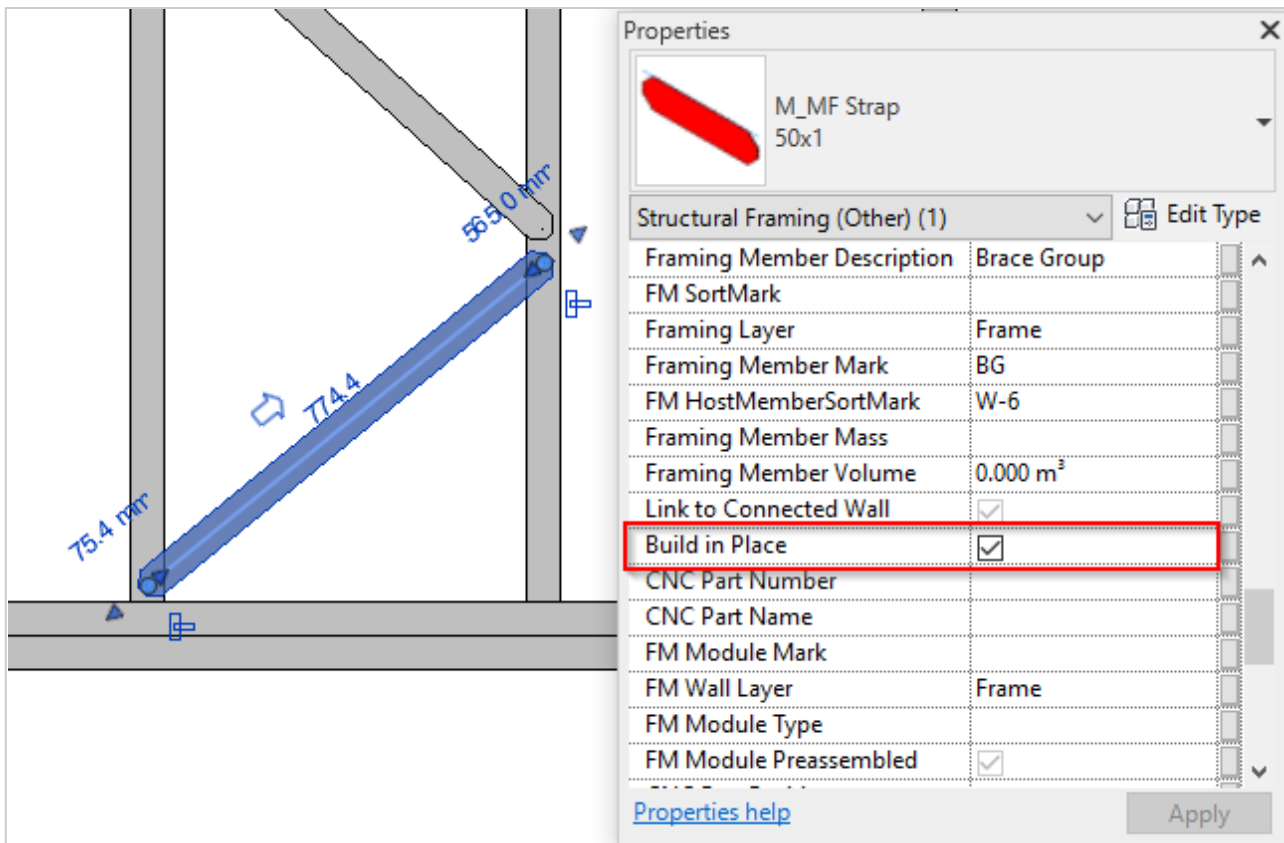 565.0 mm
774.4
75.4 mm
Properties
M_MF Strap
50x1
Structural Framing (Other) (1)
Edit Type
Framing Member Description Brace Group
FM SortMark
Framing Layer Frame
Framing Member Mark BG
FM HostMemberSortMark W-6
Framing Member Mass
Framing Member Volume 0.000 m³
Link to Connected Wall
Build in Place
CNC Part Number
CNC Part Name
FM Module Mark
FM Wall Layer Frame
FM Module Type
FM Module Preassembled
Properties help
Apply